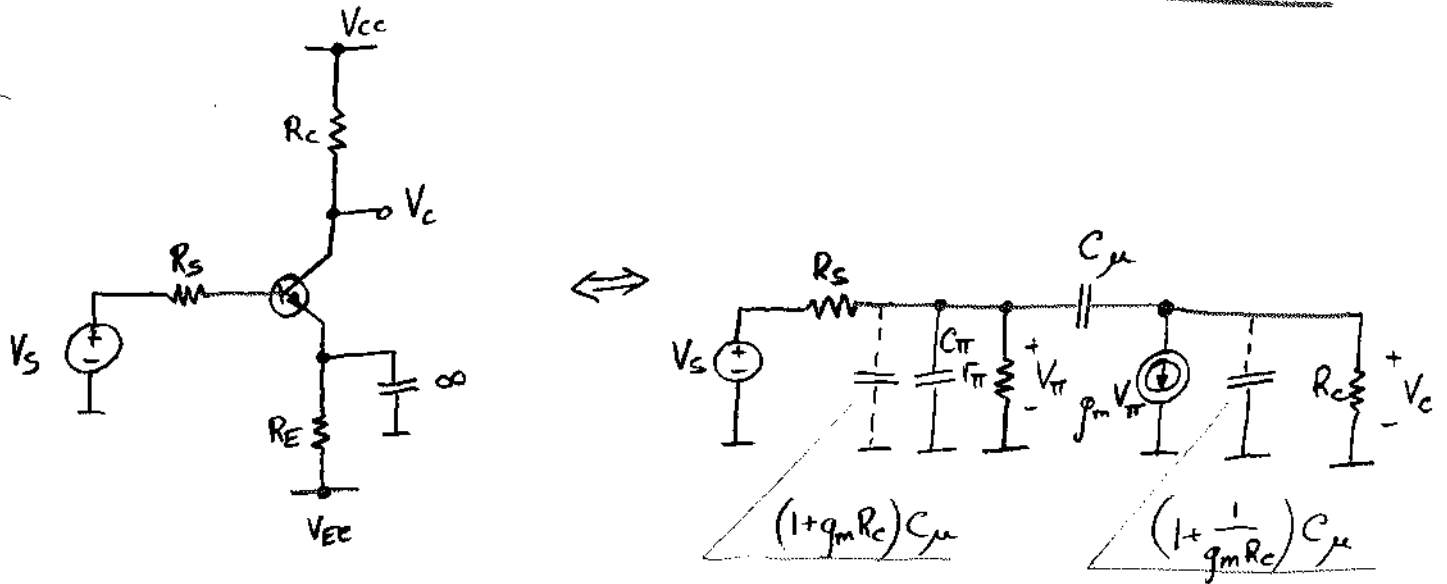 Vcc
Rc
Vc
Rs
Vs
∞
RE
VEE
⇔
Cμ
Rs
Vs
Cπ
rπ
+
Vπ
-
gmVπ
Rc
+
Vc
-
(1+gmRc)Cμ
(1+1/gmRc)Cμ